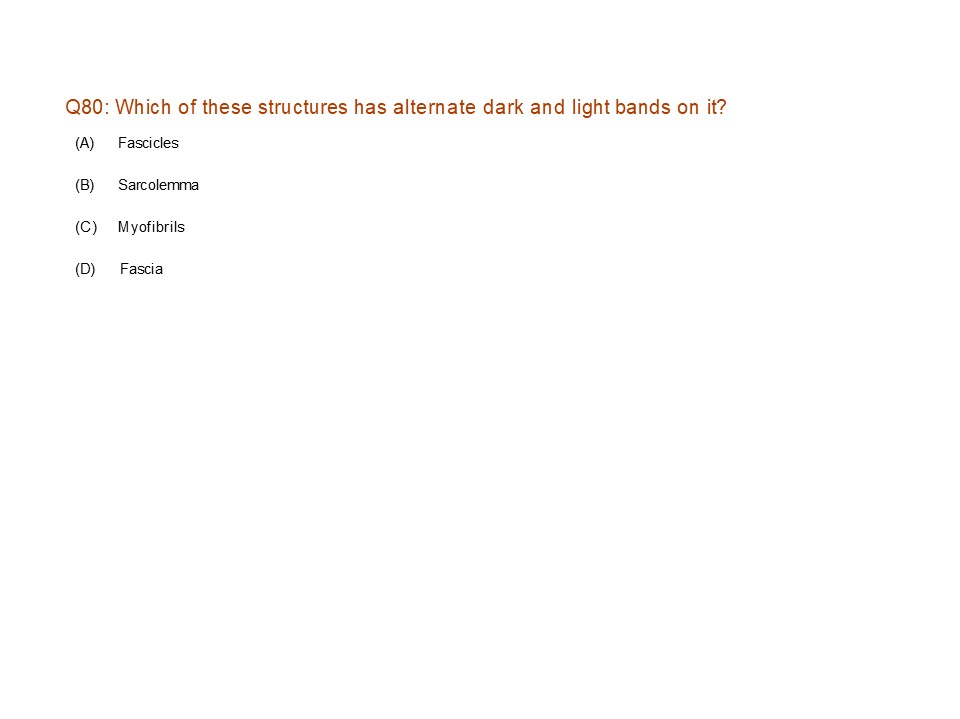 Q80: Which of these structures has alternate dark and light bands on it?
(A) Fascicles
(B) Sarcolemma
(C) Myofibrils
(D) Fascia